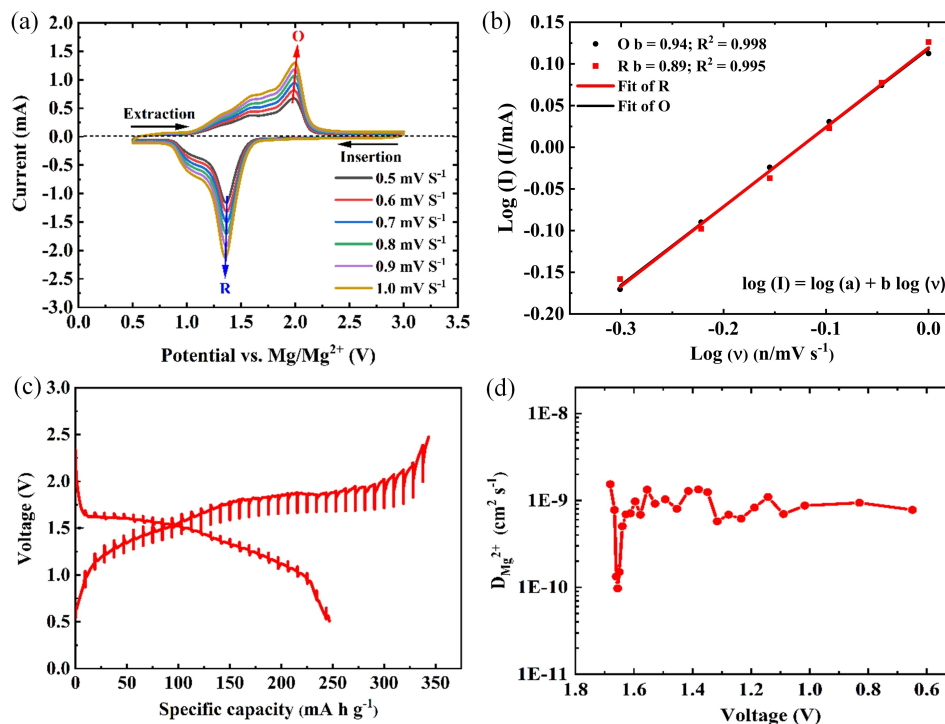 (a)
3.0
2.5
2.0
1.5
1.0
0.5
0.0
-0.5
-1.0
-1.5
-2.0
-2.5
-3.0
Current (mA)
O
Extraction
Insertion
0.5 mV S⁻¹
0.6 mV S⁻¹
0.7 mV S⁻¹
0.8 mV S⁻¹
0.9 mV S⁻¹
1.0 mV S⁻¹
R
0.0 0.5 1.0 1.5 2.0 2.5 3.0 3.5
Potential vs. Mg/Mg²⁺ (V)
(b)
0.15
0.10
0.05
0.00
-0.05
-0.10
-0.15
-0.20
Log (I) (I/mA)
O b = 0.94; R² = 0.998
R b = 0.89; R² = 0.995
Fit of R
Fit of O
log (I) = log (a) + b log (ν)
-0.3 -0.2 -0.1 0.0
Log (ν) (n/mV s⁻¹)
(c)
3.0
2.5
2.0
1.5
1.0
0.5
0.0
Voltage (V)
0 50 100 150 200 250 300 350
Specific capacity (mA h g⁻¹)
(d)
1E-8
1E-9
1E-10
1E-11
D Mg²⁺ (cm² s⁻¹)
1.8 1.6 1.4 1.2 1.0 0.8 0.6
Voltage (V)